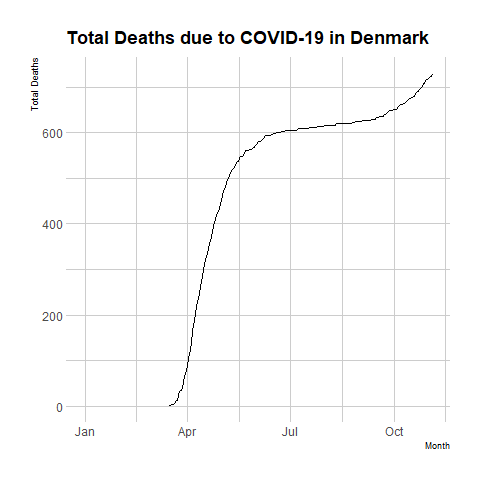 Total Deaths due to COVID-19 in Denmark
Total Deaths
600
400
200
0
Jan Apr Jul Oct
Month